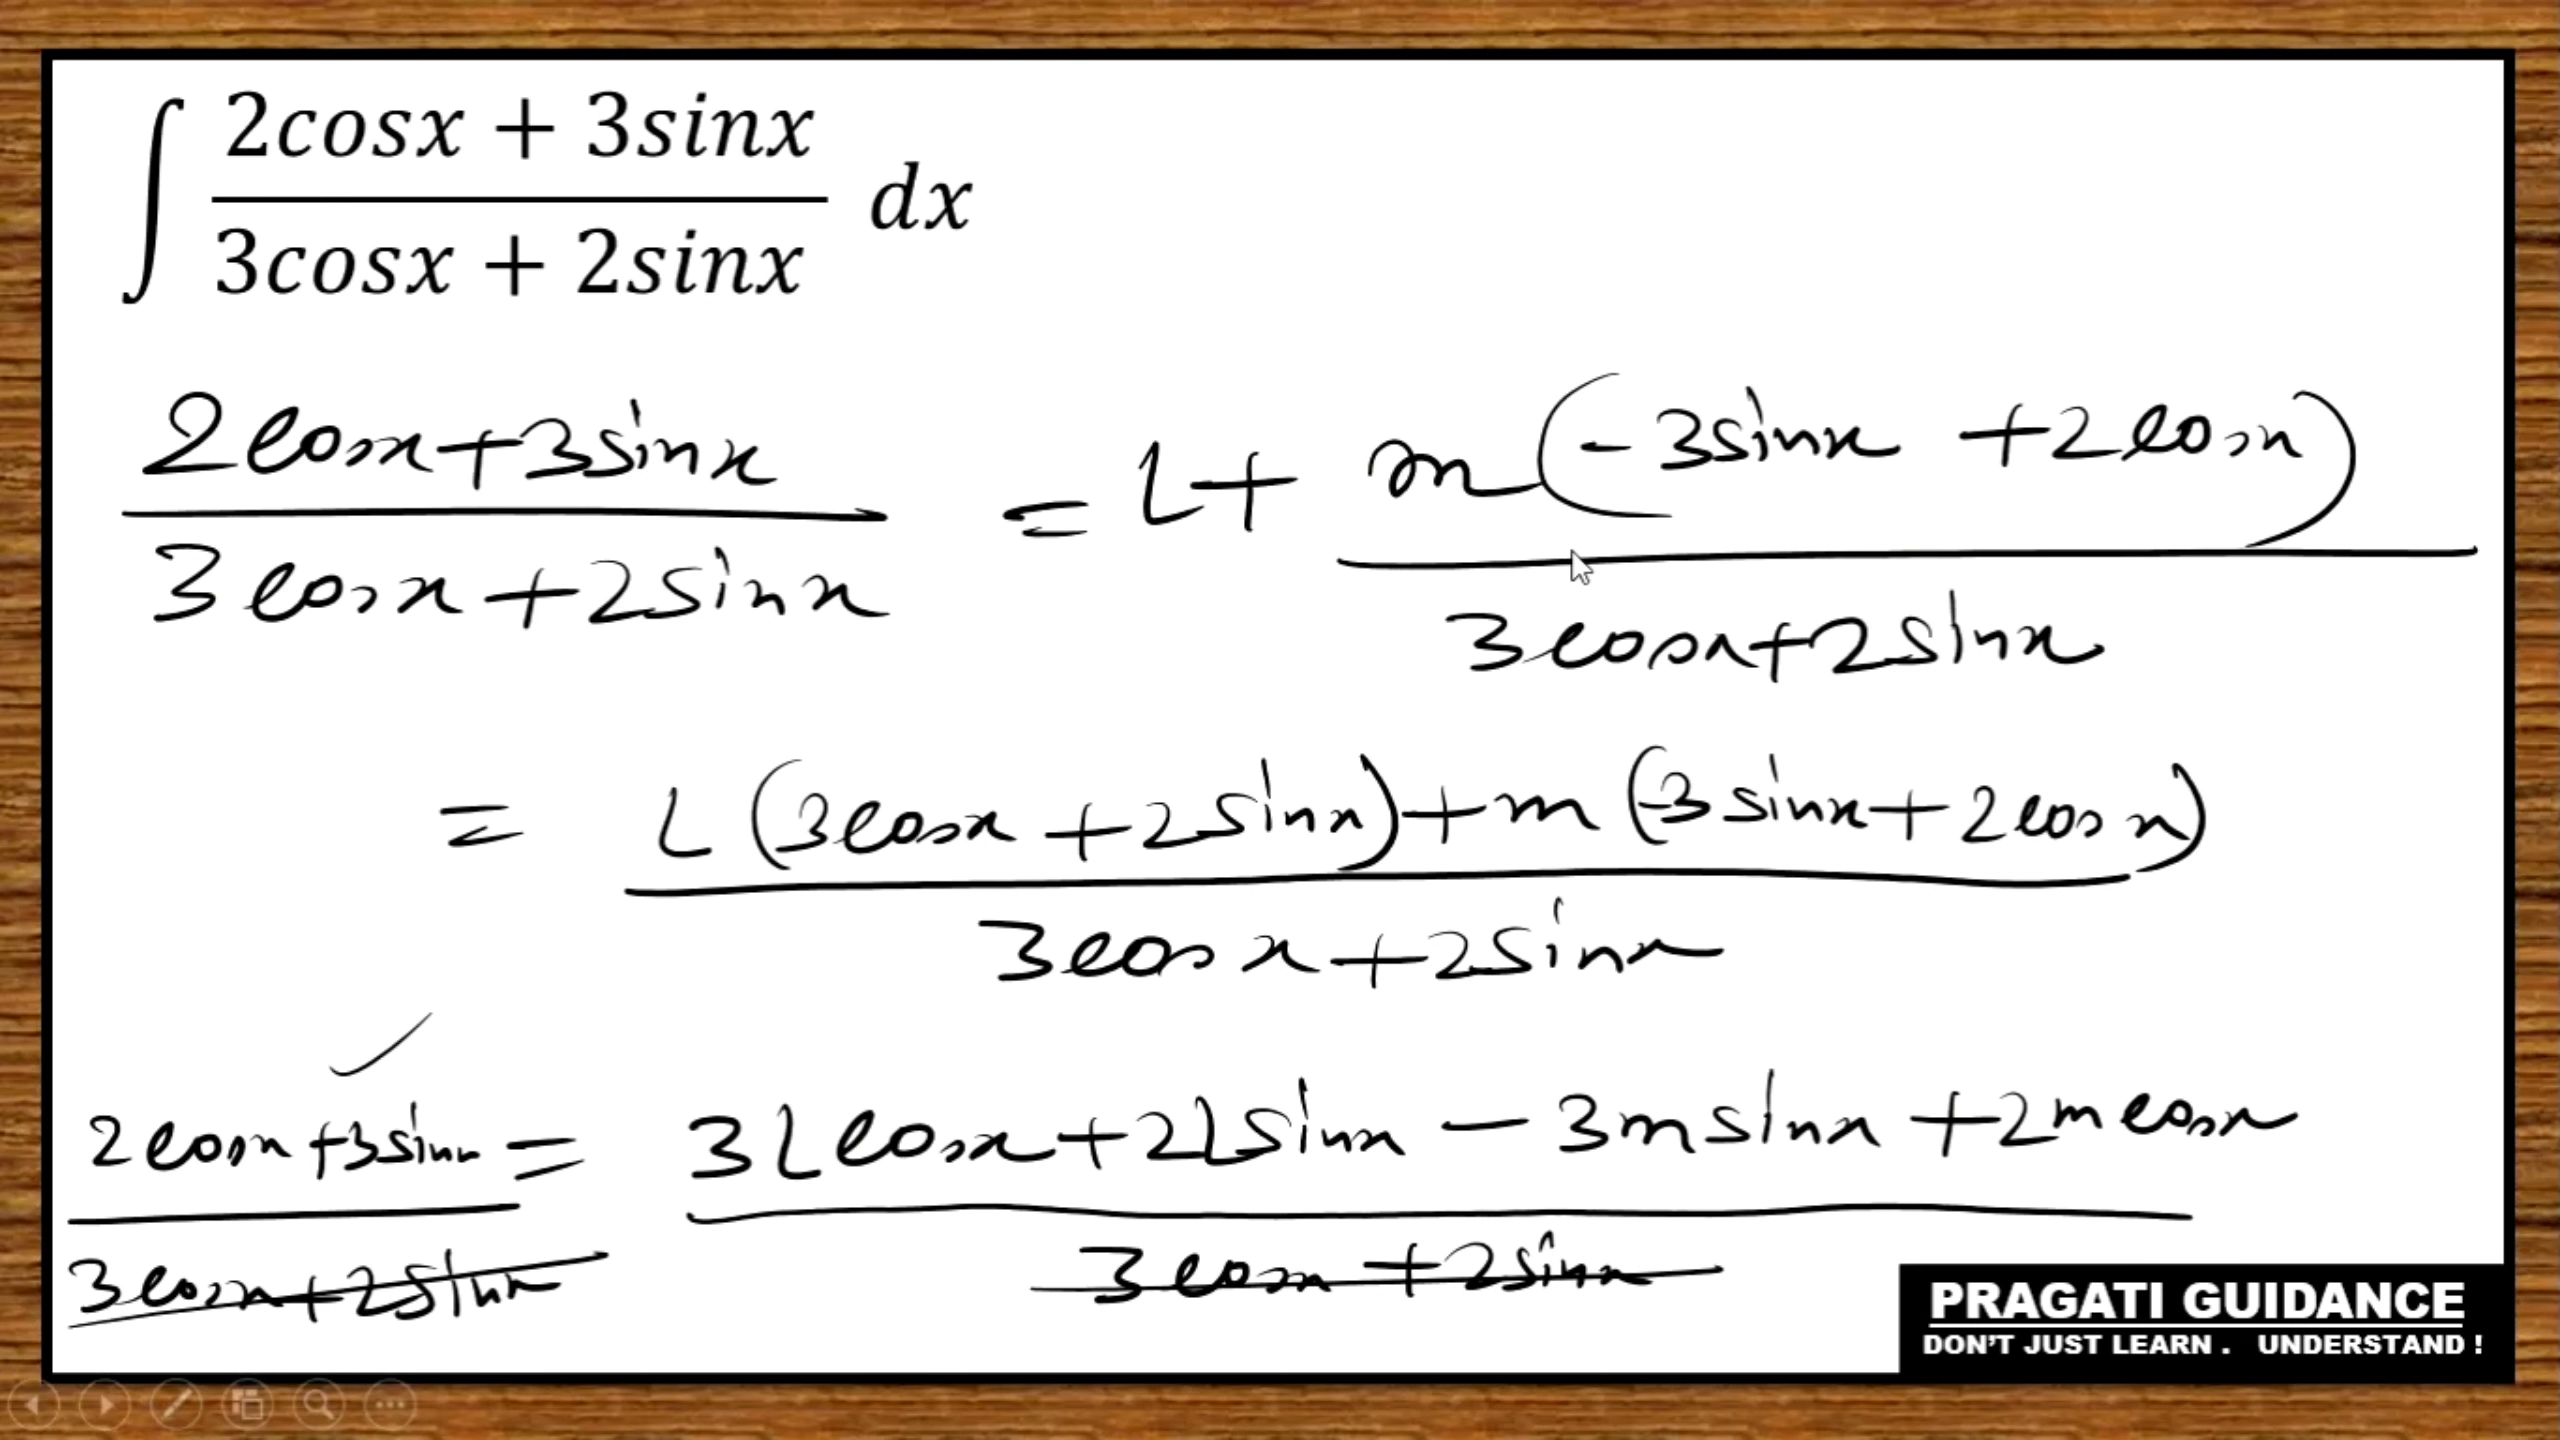 ∫ (2cosx + 3sinx)/(3cosx + 2sinx) dx
(2cosx+3sinx)/(3cosx+2sinx) = L+ m(-3sinx +2cosx)/(3cosx+2sinx)
= (L(3cosx +2sinx)+m(-3sinx+2cosx))/(3cosx+2sinx)
(2cosx+3sinx)/(3cosx+2sinx) = (3Lcosx+2Lsinx - 3msinx +2mcosx)/(3cosx+2sinx)
PRAGATI GUIDANCE
DON'T JUST LEARN . UNDERSTAND !